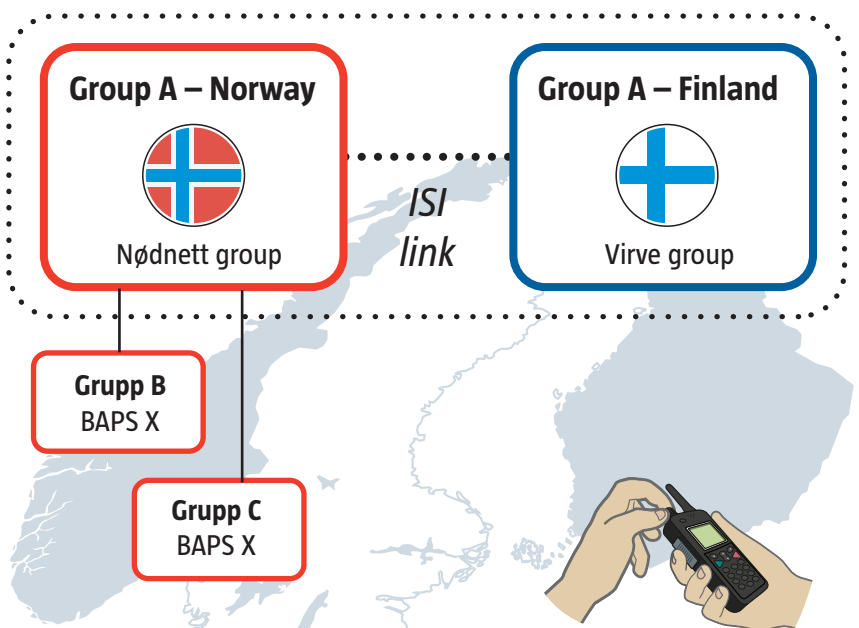 Group A – Norway
Nødnett group
ISI
link
Group A – Finland
Virve group
Grupp B
BAPS X
Grupp C
BAPS X